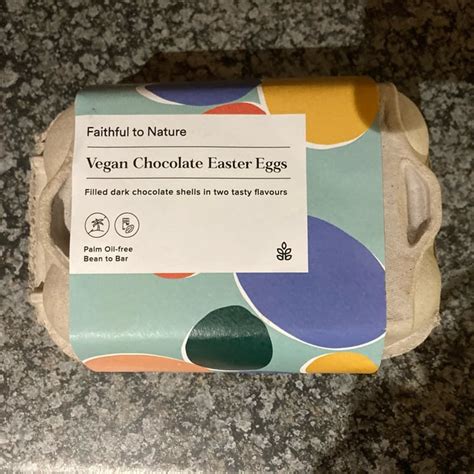 Faithful to Nature
Vegan Chocolate Easter Eggs
Filled dark chocolate shells in two tasty flavours
Palm Oil-free
Bean to Bar